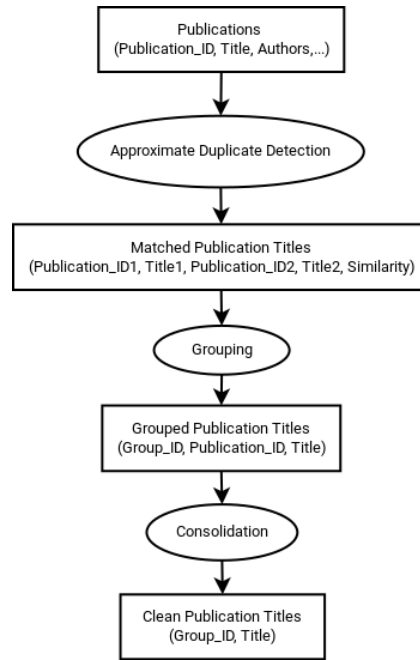 Publications
(Publication_ID, Title, Authors,...)
Approximate Duplicate Detection
Matched Publication Titles
(Publication_ID1, Title1, Publication_ID2, Title2, Similarity)
Grouping
Grouped Publication Titles
(Group_ID, Publication_ID, Title)
Consolidation
Clean Publication Titles
(Group_ID, Title)